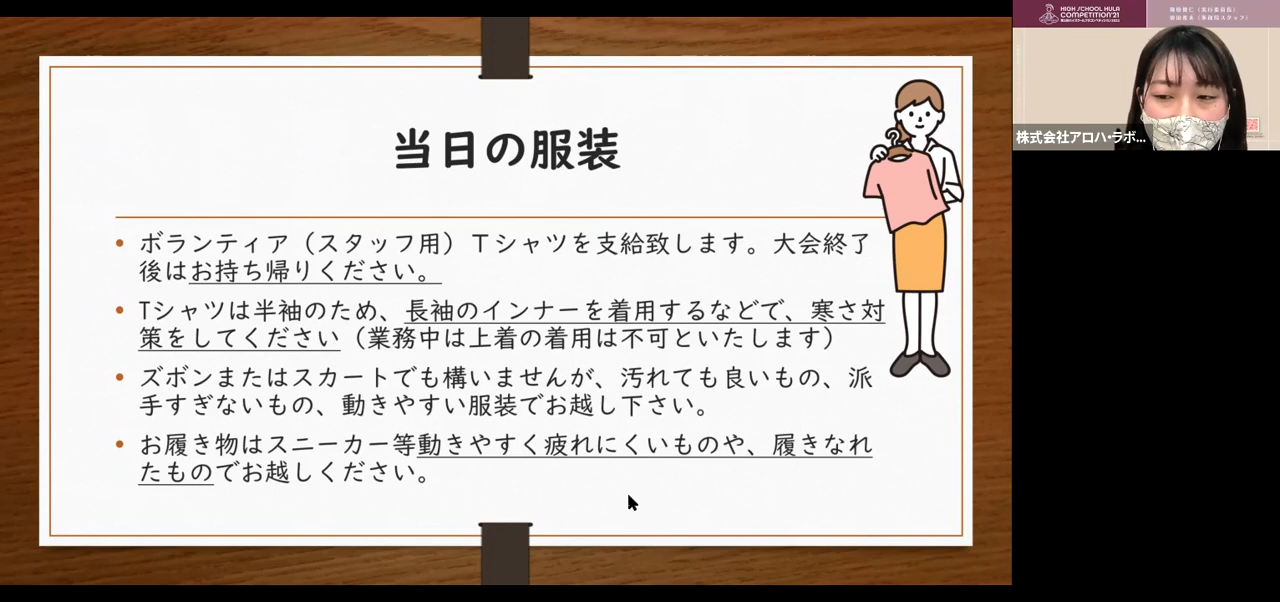 当日の服装
• ボランティア（スタッフ用）Ｔシャツを支給致します。大会終了
後はお持ち帰りください。
• Tシャツは半袖のため、長袖のインナーを着用するなどで、寒さ対
策をしてください（業務中は上着の着用は不可といたします）
• ズボンまたはスカートでも構いませんが、汚れても良いもの、派
手すぎないもの、動きやすい服装でお越し下さい。
• お履き物はスニーカー等動きやすく疲れにくいものや、履きなれ
たものでお越しください。
HIGH SCHOOL HULA
COMPETITION'21
株式会社アロハ・ラボ...